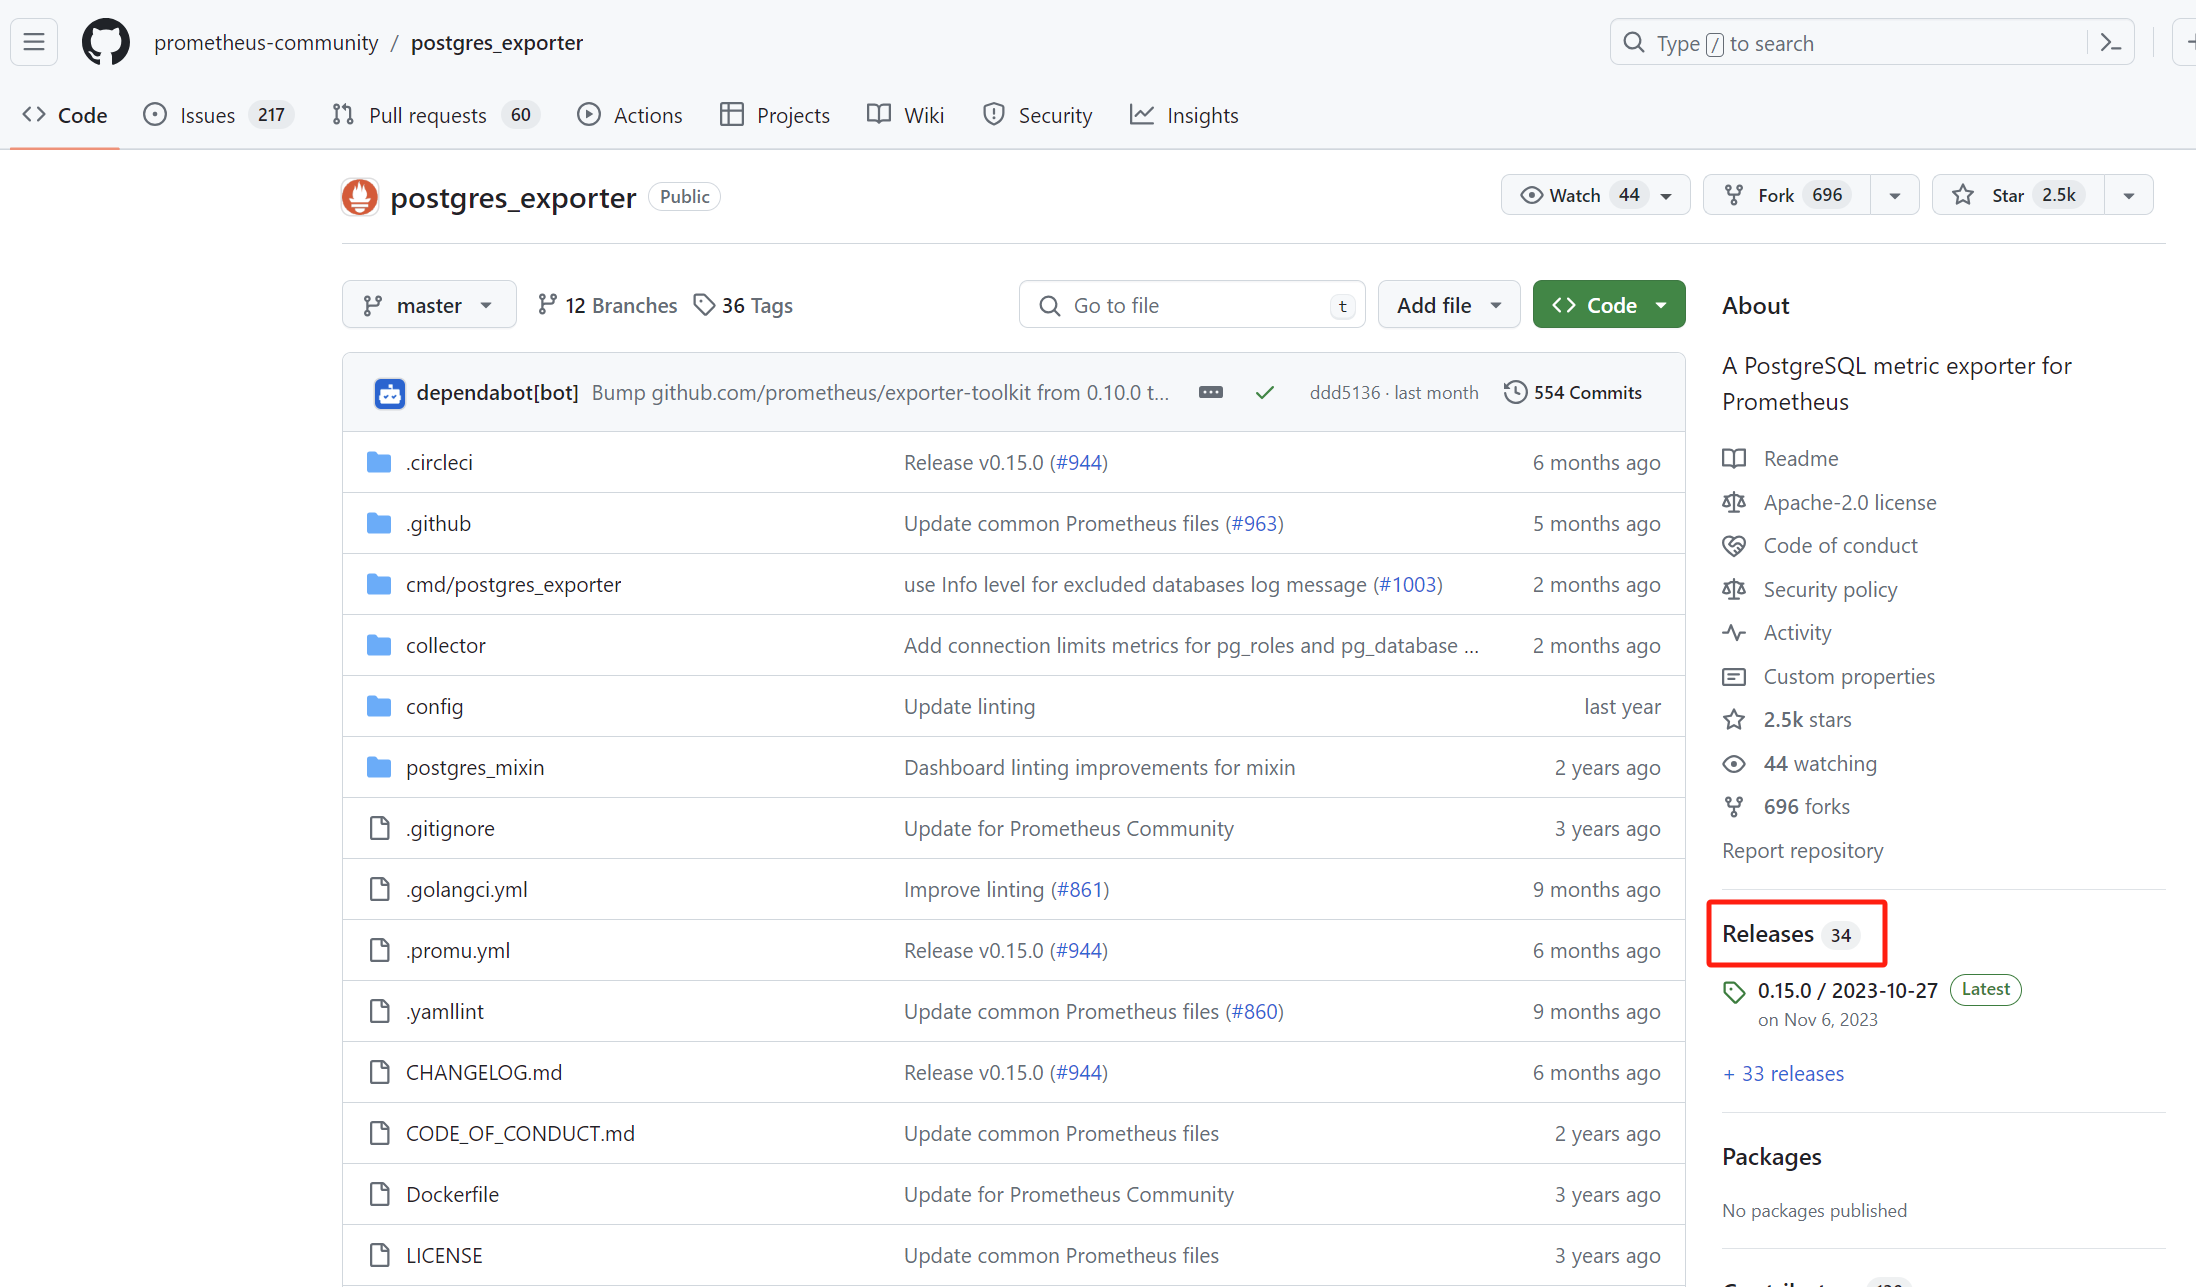 prometheus-community / postgres_exporter
Type / to search
Code
Issues 217
Pull requests 60
Actions
Projects
Wiki
Security
Insights
postgres_exporter Public
Watch 44
Fork 696
Star 2.5k
master
12 Branches
36 Tags
Go to file t
Add file
Code
dependabot[bot] Bump github.com/prometheus/exporter-toolkit from 0.10.0 t... ddd5136 · last month 554 Commits
.circleci Release v0.15.0 (#944) 6 months ago
.github Update common Prometheus files (#963) 5 months ago
cmd/postgres_exporter use Info level for excluded databases log message (#1003) 2 months ago
collector Add connection limits metrics for pg_roles and pg_database ... 2 months ago
config Update linting last year
postgres_mixin Dashboard linting improvements for mixin 2 years ago
.gitignore Update for Prometheus Community 3 years ago
.golangci.yml Improve linting (#861) 9 months ago
.promu.yml Release v0.15.0 (#944) 6 months ago
.yamllint Update common Prometheus files (#860) 9 months ago
CHANGELOG.md Release v0.15.0 (#944) 6 months ago
CODE_OF_CONDUCT.md Update common Prometheus files 2 years ago
Dockerfile Update for Prometheus Community 3 years ago
LICENSE Update common Prometheus files 3 years ago
About
A PostgreSQL metric exporter for
Prometheus
Readme
Apache-2.0 license
Code of conduct
Security policy
Activity
Custom properties
2.5k stars
44 watching
696 forks
Report repository
Releases 34
0.15.0 / 2023-10-27 Latest
on Nov 6, 2023
+ 33 releases
Packages
No packages published